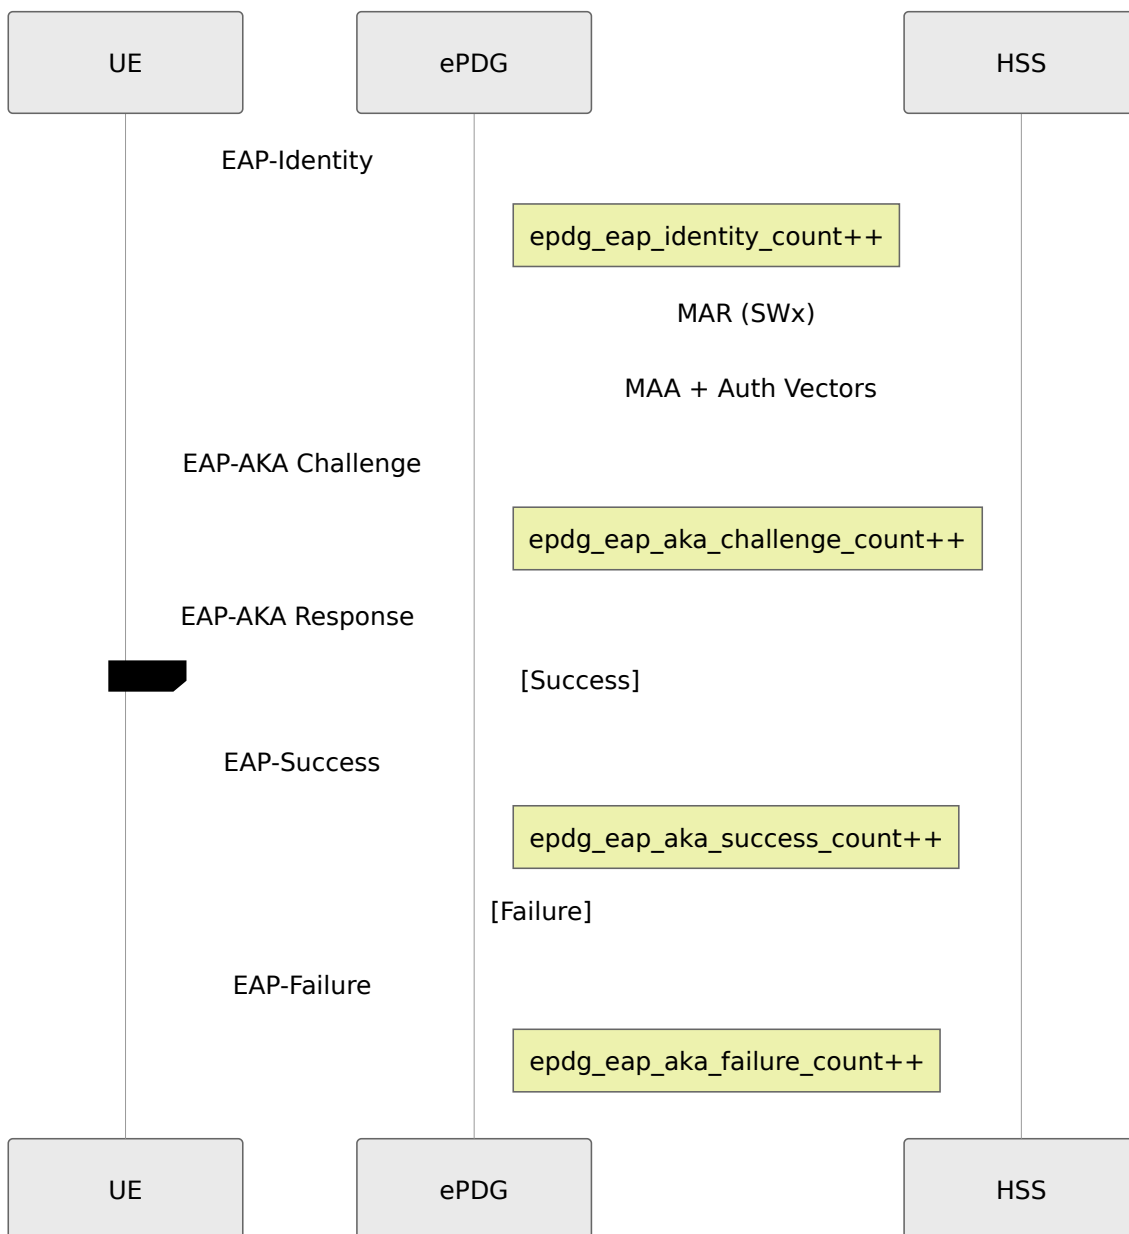 UE
ePDG
HSS
EAP-Identity
epdg_eap_identity_count++
MAR (SWx)
MAA + Auth Vectors
EAP-AKA Challenge
epdg_eap_aka_challenge_count++
EAP-AKA Response
[Success]
EAP-Success
epdg_eap_aka_success_count++
[Failure]
EAP-Failure
epdg_eap_aka_failure_count++
UE
ePDG
HSS